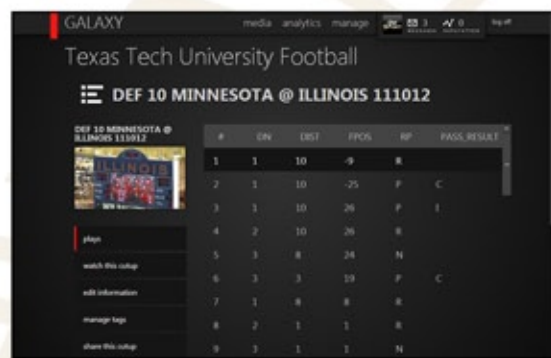 GALAXY media analytics manage 3 0 log off
Texas Tech University Football
DEF 10 MINNESOTA @ ILLINOIS 111012
DEF 10 MINNESOTA @
ILLINOIS 111012
ILLINOIS
# DN DIST FPOS RP PASS_RESULT
1 1 10 -9 R
2 1 10 -25 P C
3 1 10 26 P I
4 2 10 26 R
5 3 8 24 N
6 3 3 19 P C
7 1 8 8 R
8 2 1 1 R
9 3 1 1 N
plays
watch this cutup
edit information
manage tags
share this cutup